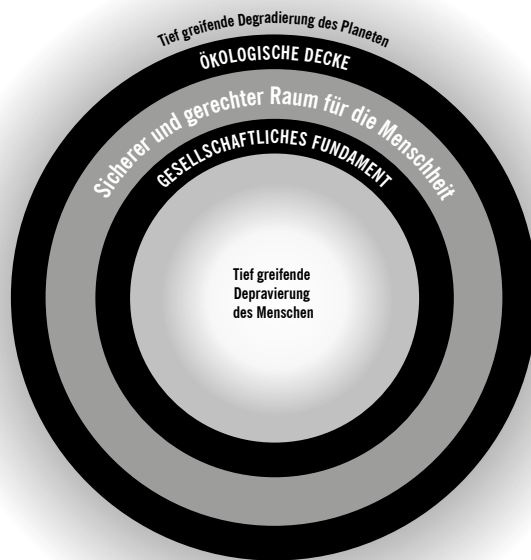 Tief greifende Degradierung des Planeten
ÖKOLOGISCHE DECKE
Sicherer und gerechter Raum für die Menschheit
GESELLSCHAFTLICHES FUNDAMENT
Tief greifende
Depravierung
des Menschen